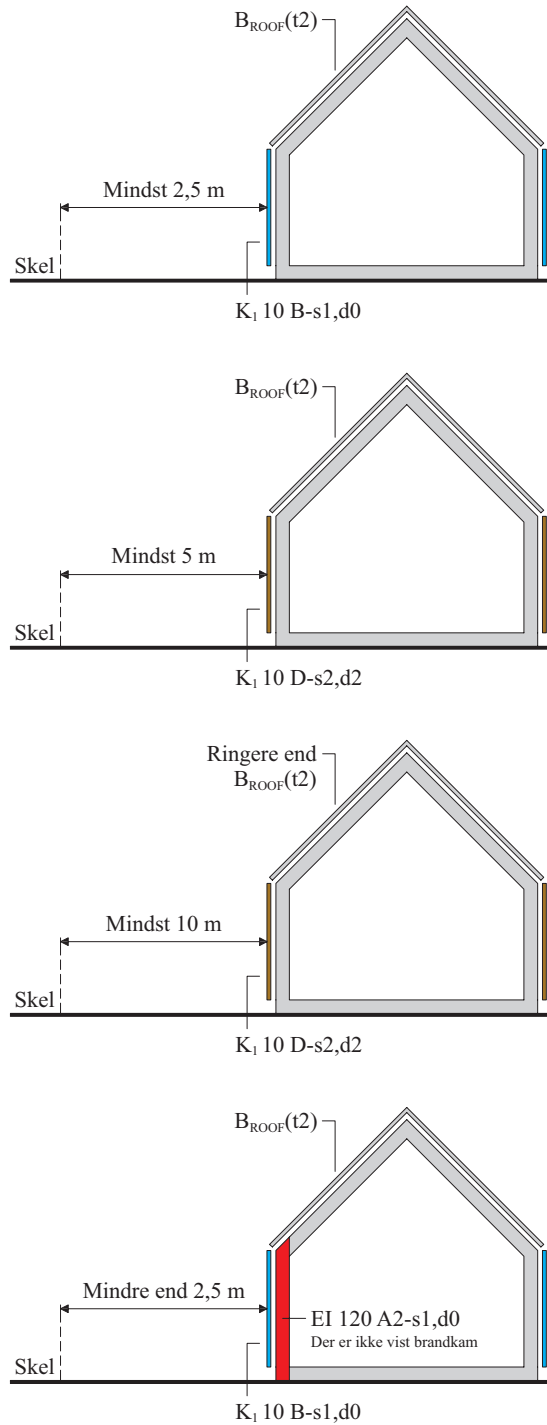 B_ROOF(t2)
Mindst 2,5 m
Skel
K₁ 10 B-s1,d0
B_ROOF(t2)
Mindst 5 m
Skel
K₁ 10 D-s2,d2
Ringere end
B_ROOF(t2)
Mindst 10 m
Skel
K₁ 10 D-s2,d2
B_ROOF(t2)
Mindre end 2,5 m
EI 120 A2-s1,d0
Der er ikke vist brandkam
Skel
K₁ 10 B-s1,d0